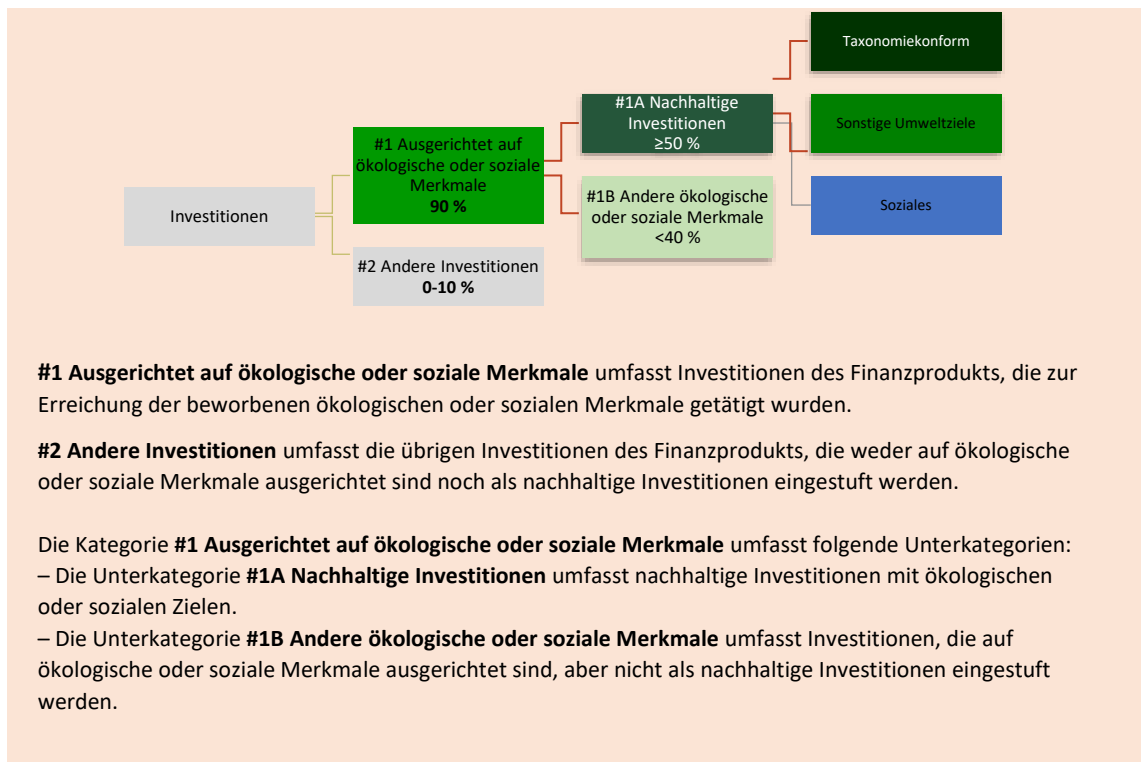 Taxonomiekonform
#1A Nachhaltige
Investitionen
≥50 %
Sonstige Umweltziele
#1 Ausgerichtet auf
ökologische oder soziale
Merkmale
90 %
#1B Andere ökologische
oder soziale Merkmale
<40 %
Soziales
Investitionen
#2 Andere Investitionen
0-10 %
#1 Ausgerichtet auf ökologische oder soziale Merkmale umfasst Investitionen des Finanzprodukts, die zur
Erreichung der beworbenen ökologischen oder sozialen Merkmale getätigt wurden.
#2 Andere Investitionen umfasst die übrigen Investitionen des Finanzprodukts, die weder auf ökologische
oder soziale Merkmale ausgerichtet sind noch als nachhaltige Investitionen eingestuft werden.
Die Kategorie #1 Ausgerichtet auf ökologische oder soziale Merkmale umfasst folgende Unterkategorien:
– Die Unterkategorie #1A Nachhaltige Investitionen umfasst nachhaltige Investitionen mit ökologischen
oder sozialen Zielen.
– Die Unterkategorie #1B Andere ökologische oder soziale Merkmale umfasst Investitionen, die auf
ökologische oder soziale Merkmale ausgerichtet sind, aber nicht als nachhaltige Investitionen eingestuft
werden.